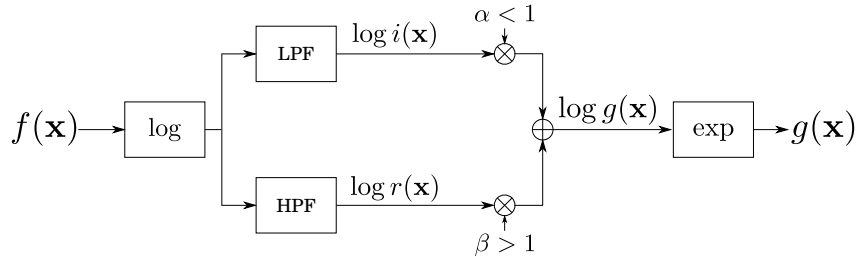 α < 1
LPF
log i(x)
f(x)
log
log g(x)
exp
g(x)
HPF
log r(x)
β > 1